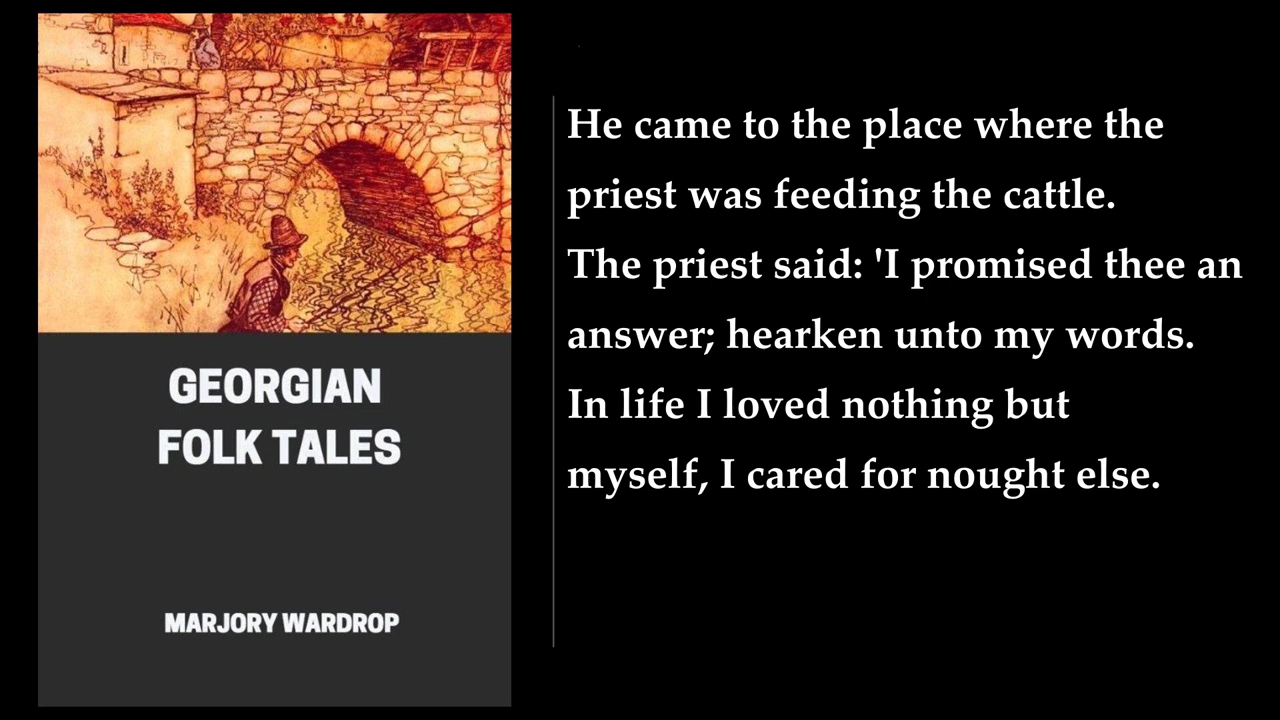 GEORGIAN
FOLK TALES
MARJORY WARDROP
He came to the place where the
priest was feeding the cattle.
The priest said: 'I promised thee an
answer; hearken unto my words.
In life I loved nothing but
myself, I cared for nought else.